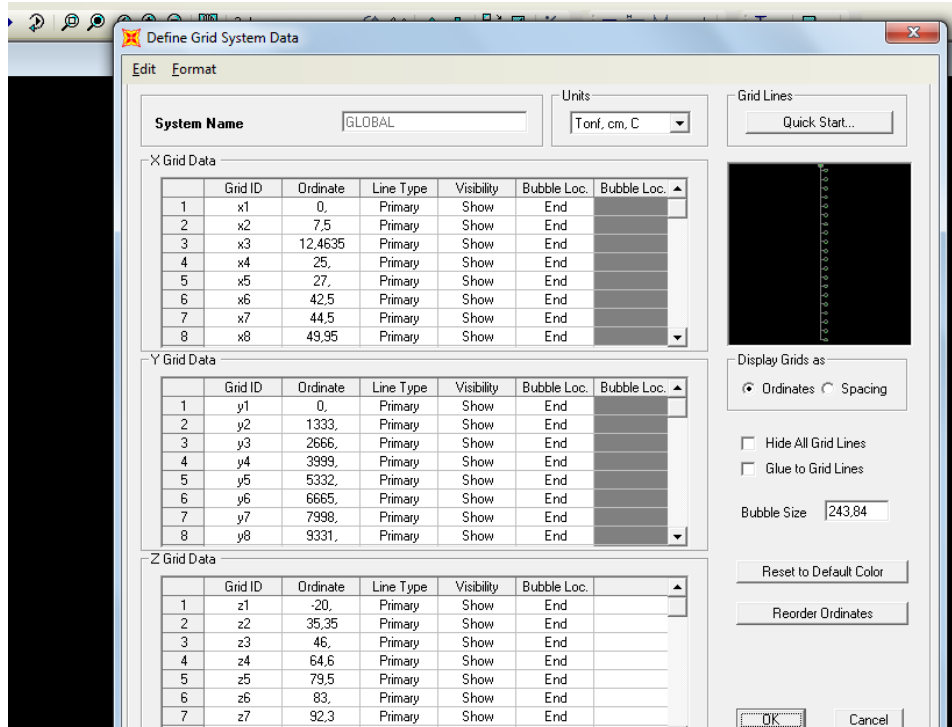 Define Grid System Data
Edit Format
System Name GLOBAL
Units
Tonf, cm, C
Grid Lines
Quick Start...
X Grid Data
Grid ID Ordinate Line Type Visibility Bubble Loc. Bubble Loc.
1 x1 0, Primary Show End
2 x2 7,5 Primary Show End
3 x3 12,4635 Primary Show End
4 x4 25, Primary Show End
5 x5 27, Primary Show End
6 x6 42,5 Primary Show End
7 x7 44,5 Primary Show End
8 x8 49,95 Primary Show End
Y Grid Data
Grid ID Ordinate Line Type Visibility Bubble Loc. Bubble Loc.
1 y1 0, Primary Show End
2 y2 1333, Primary Show End
3 y3 2666, Primary Show End
4 y4 3999, Primary Show End
5 y5 5332, Primary Show End
6 y6 6665, Primary Show End
7 y7 7998, Primary Show End
8 y8 9331, Primary Show End
Z Grid Data
Grid ID Ordinate Line Type Visibility Bubble Loc.
1 z1 -20, Primary Show End
2 z2 35,35 Primary Show End
3 z3 46, Primary Show End
4 z4 64,6 Primary Show End
5 z5 79,5 Primary Show End
6 z6 83, Primary Show End
7 z7 92,3 Primary Show End
Display Grids as
Ordinates Spacing
Hide All Grid Lines
Glue to Grid Lines
Bubble Size 243,84
Reset to Default Color
Reorder Ordinates
OK Cancel